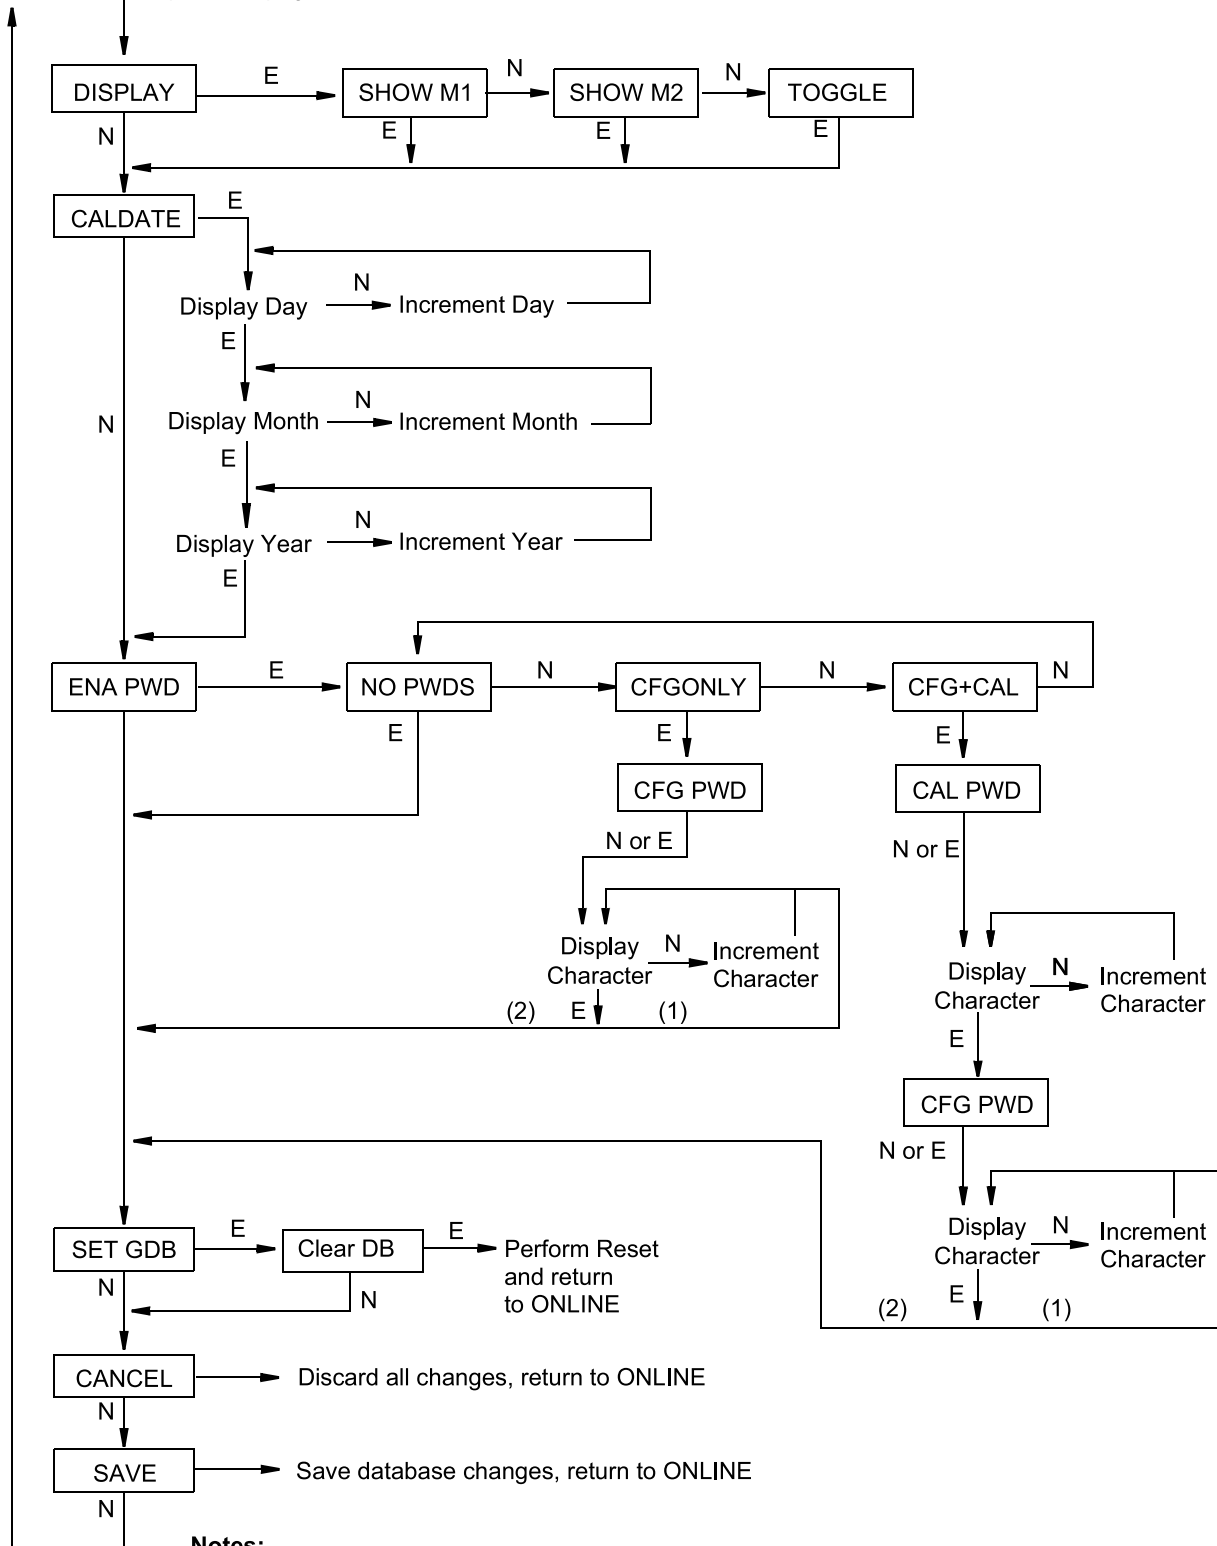 DISPLAY
E
SHOW M1
N
SHOW M2
N
TOGGLE
N
E
E
E
CALDATE
E
Display Day
N
Increment Day
E
N
Display Month
N
Increment Month
E
Display Year
N
Increment Year
E
ENA PWD
E
NO PWDS
N
CFGONLY
N
CFG+CAL
N
E
E
E
CFG PWD
CAL PWD
N or E
N or E
Display
Character
N
Increment
Character
(2)
E
(1)
Display
Character
N
Increment
Character
E
CFG PWD
N or E
Display
Character
N
Increment
Character
E
(2)
(1)
SET GDB
E
Clear DB
E
Perform Reset
and return
to ONLINE
N
N
CANCEL
Discard all changes, return to ONLINE
N
SAVE
Save database changes, return to ONLINE
N
Notes: